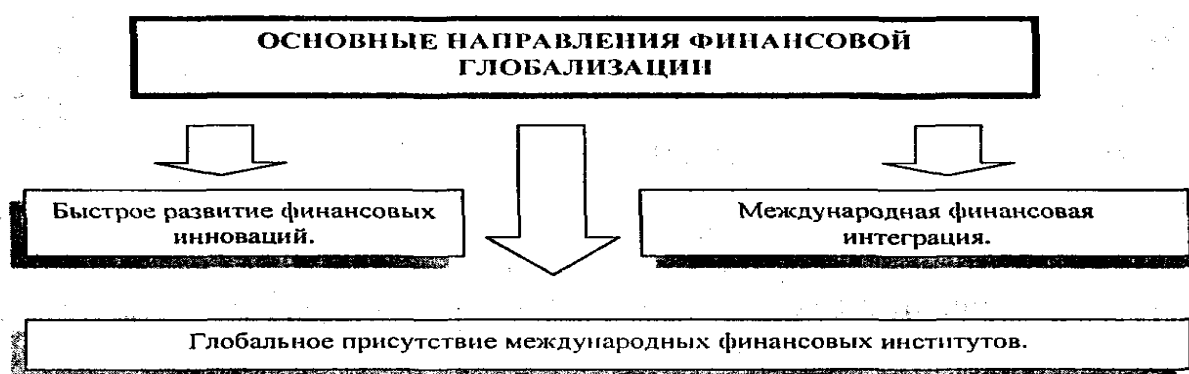 ОСНОВНЫЕ НАПРАВЛЕНИЯ ФИНАНСОВОЙ
ГЛОБАЛИЗАЦИИ
Быстрое развитие финансовых
инноваций.
Международная финансовая
интеграция.
Глобальное присутствие международных финансовых институтов.